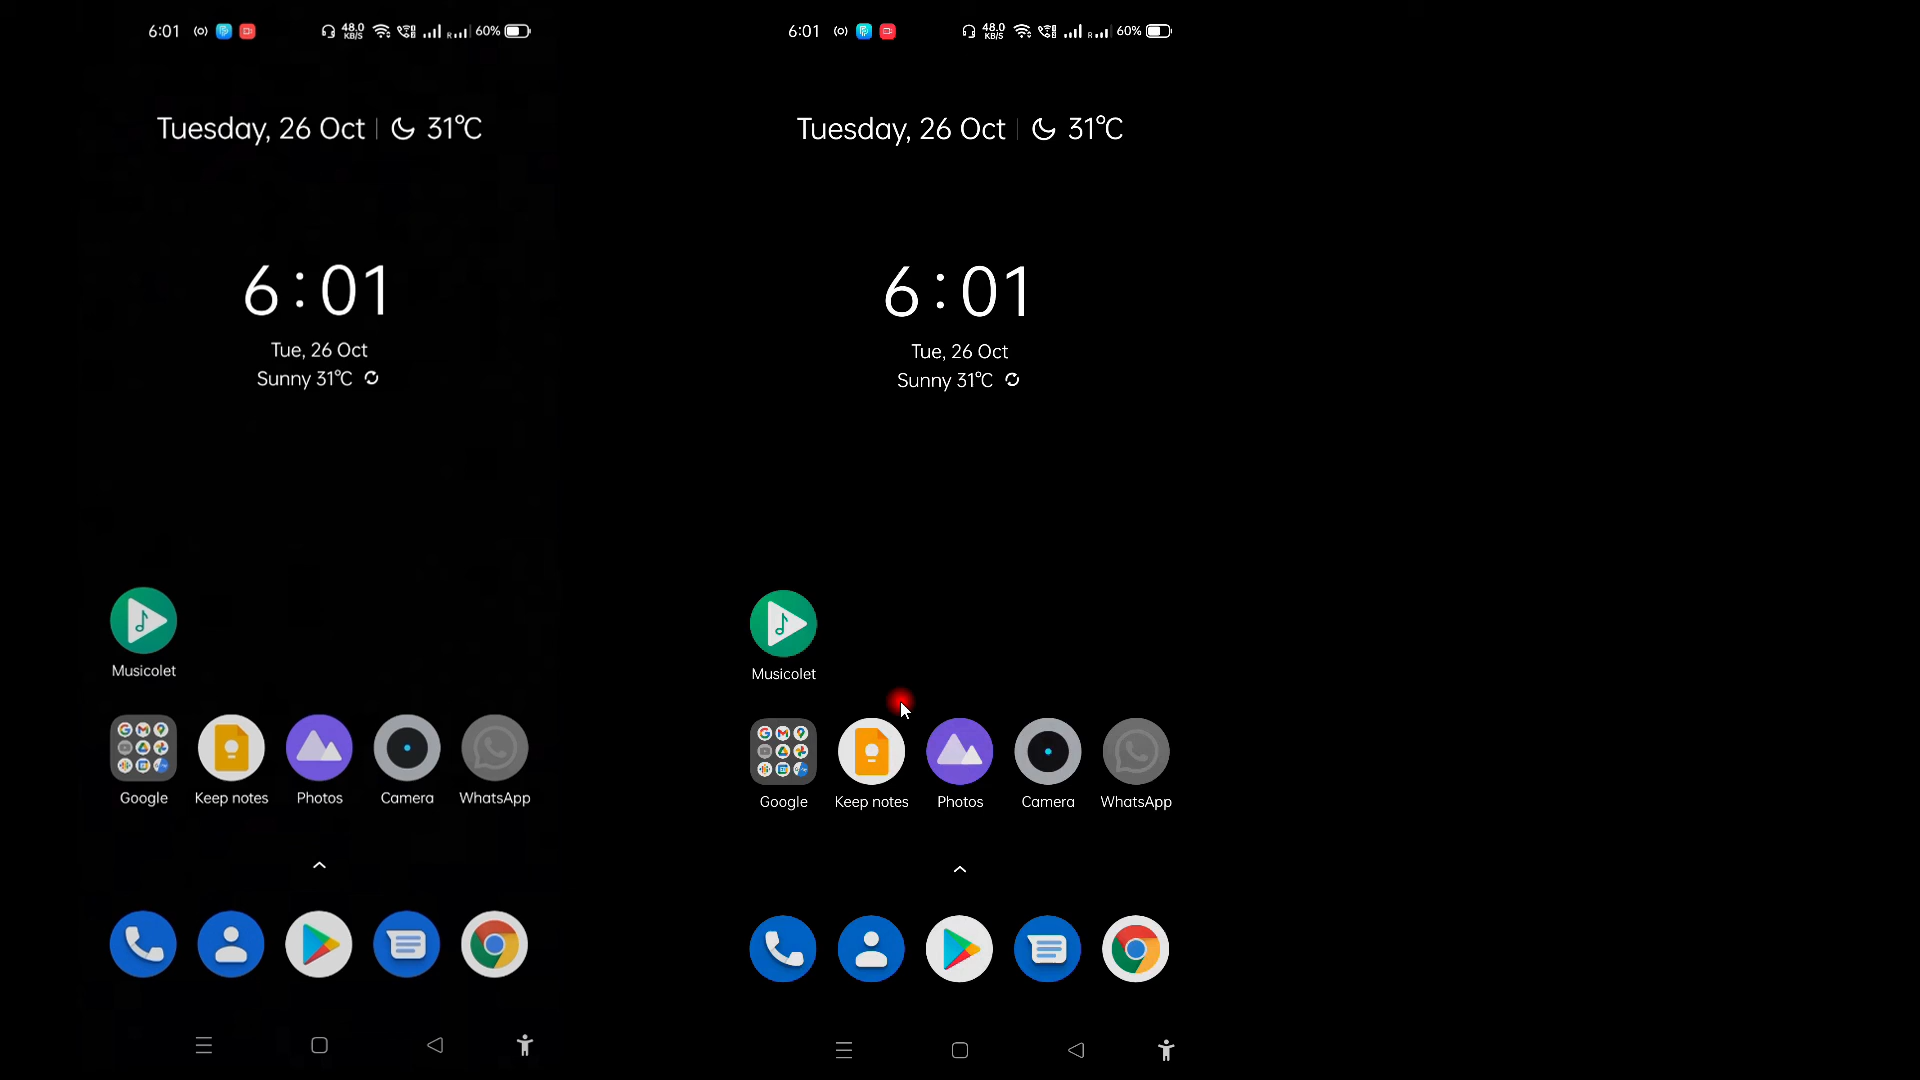 6:01 48.0 KB/S R 60%
Tuesday, 26 Oct | 31°C
6:01
Tue, 26 Oct
Sunny 31°C
Musicolet
Google Keep notes Photos Camera WhatsApp
6:01 48.0 KB/S R 60%
Tuesday, 26 Oct | 31°C
6:01
Tue, 26 Oct
Sunny 31°C
Musicolet
Google Keep notes Photos Camera WhatsApp